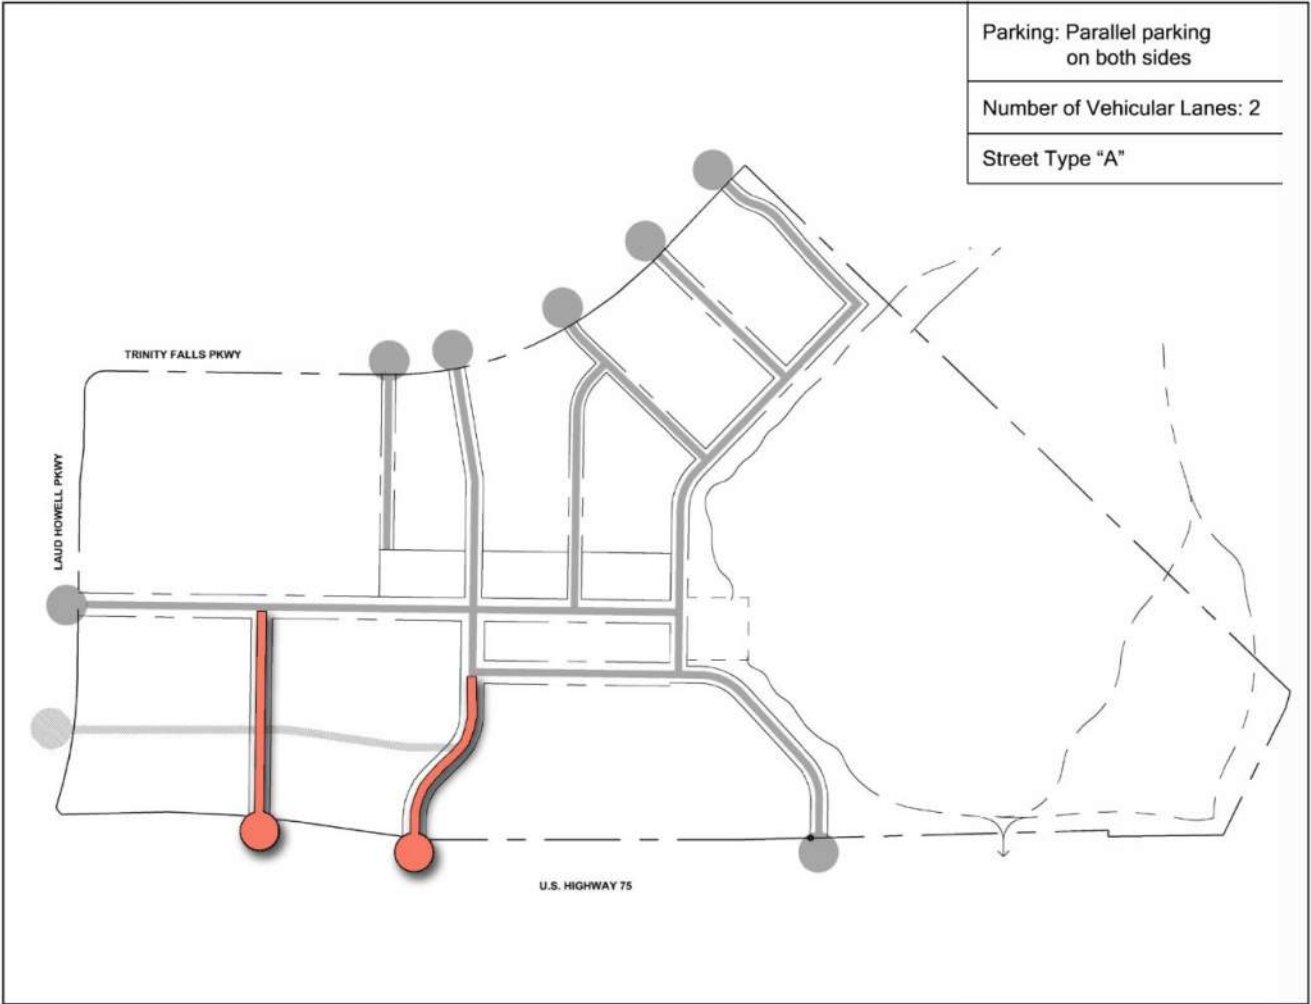 Parking: Parallel parking
on both sides
Number of Vehicular Lanes: 2
Street Type “A”
TRINITY FALLS PKWY
LAUD HOWELL PKWY
U.S. HIGHWAY 75